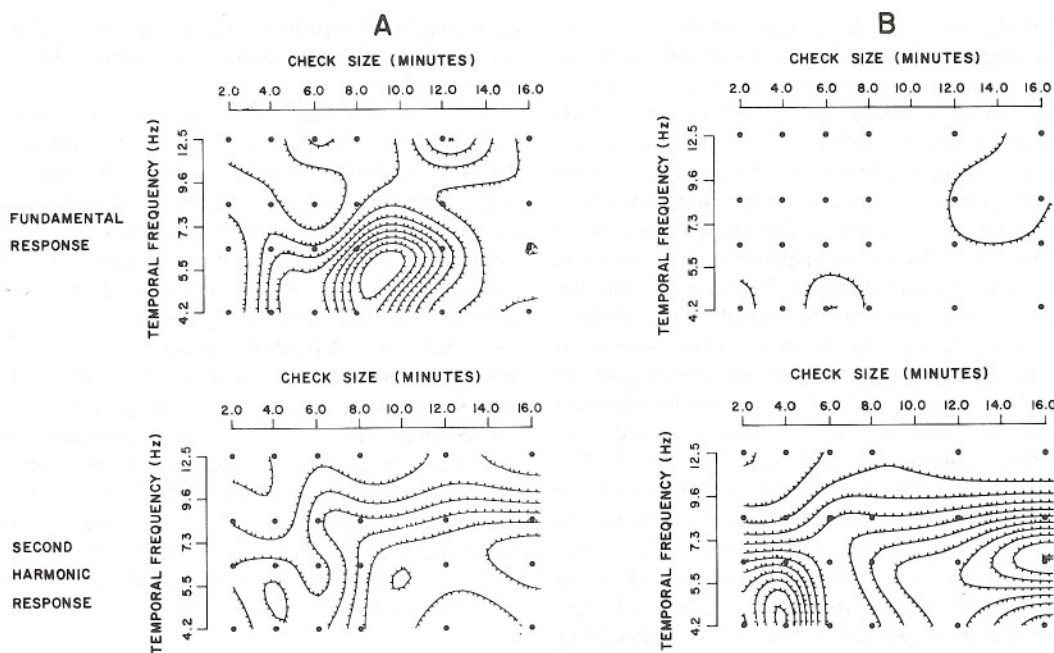 A
CHECK SIZE (MINUTES)
2.0 4.0 6.0 8.0 10.0 12.0 14.0 16.0
TEMPORAL FREQUENCY (Hz)
12.5
9.6
7.3
5.5
4.2
FUNDAMENTAL
RESPONSE
B
CHECK SIZE (MINUTES)
2.0 4.0 6.0 8.0 10.0 12.0 14.0 16.0
TEMPORAL FREQUENCY (Hz)
12.5
9.6
7.3
5.5
4.2
CHECK SIZE (MINUTES)
2.0 4.0 6.0 8.0 10.0 12.0 14.0 16.0
TEMPORAL FREQUENCY (Hz)
12.5
9.6
7.3
5.5
4.2
SECOND
HARMONIC
RESPONSE
CHECK SIZE (MINUTES)
2.0 4.0 6.0 8.0 10.0 12.0 14.0 16.0
TEMPORAL FREQUENCY (Hz)
12.5
9.6
7.3
5.5
4.2